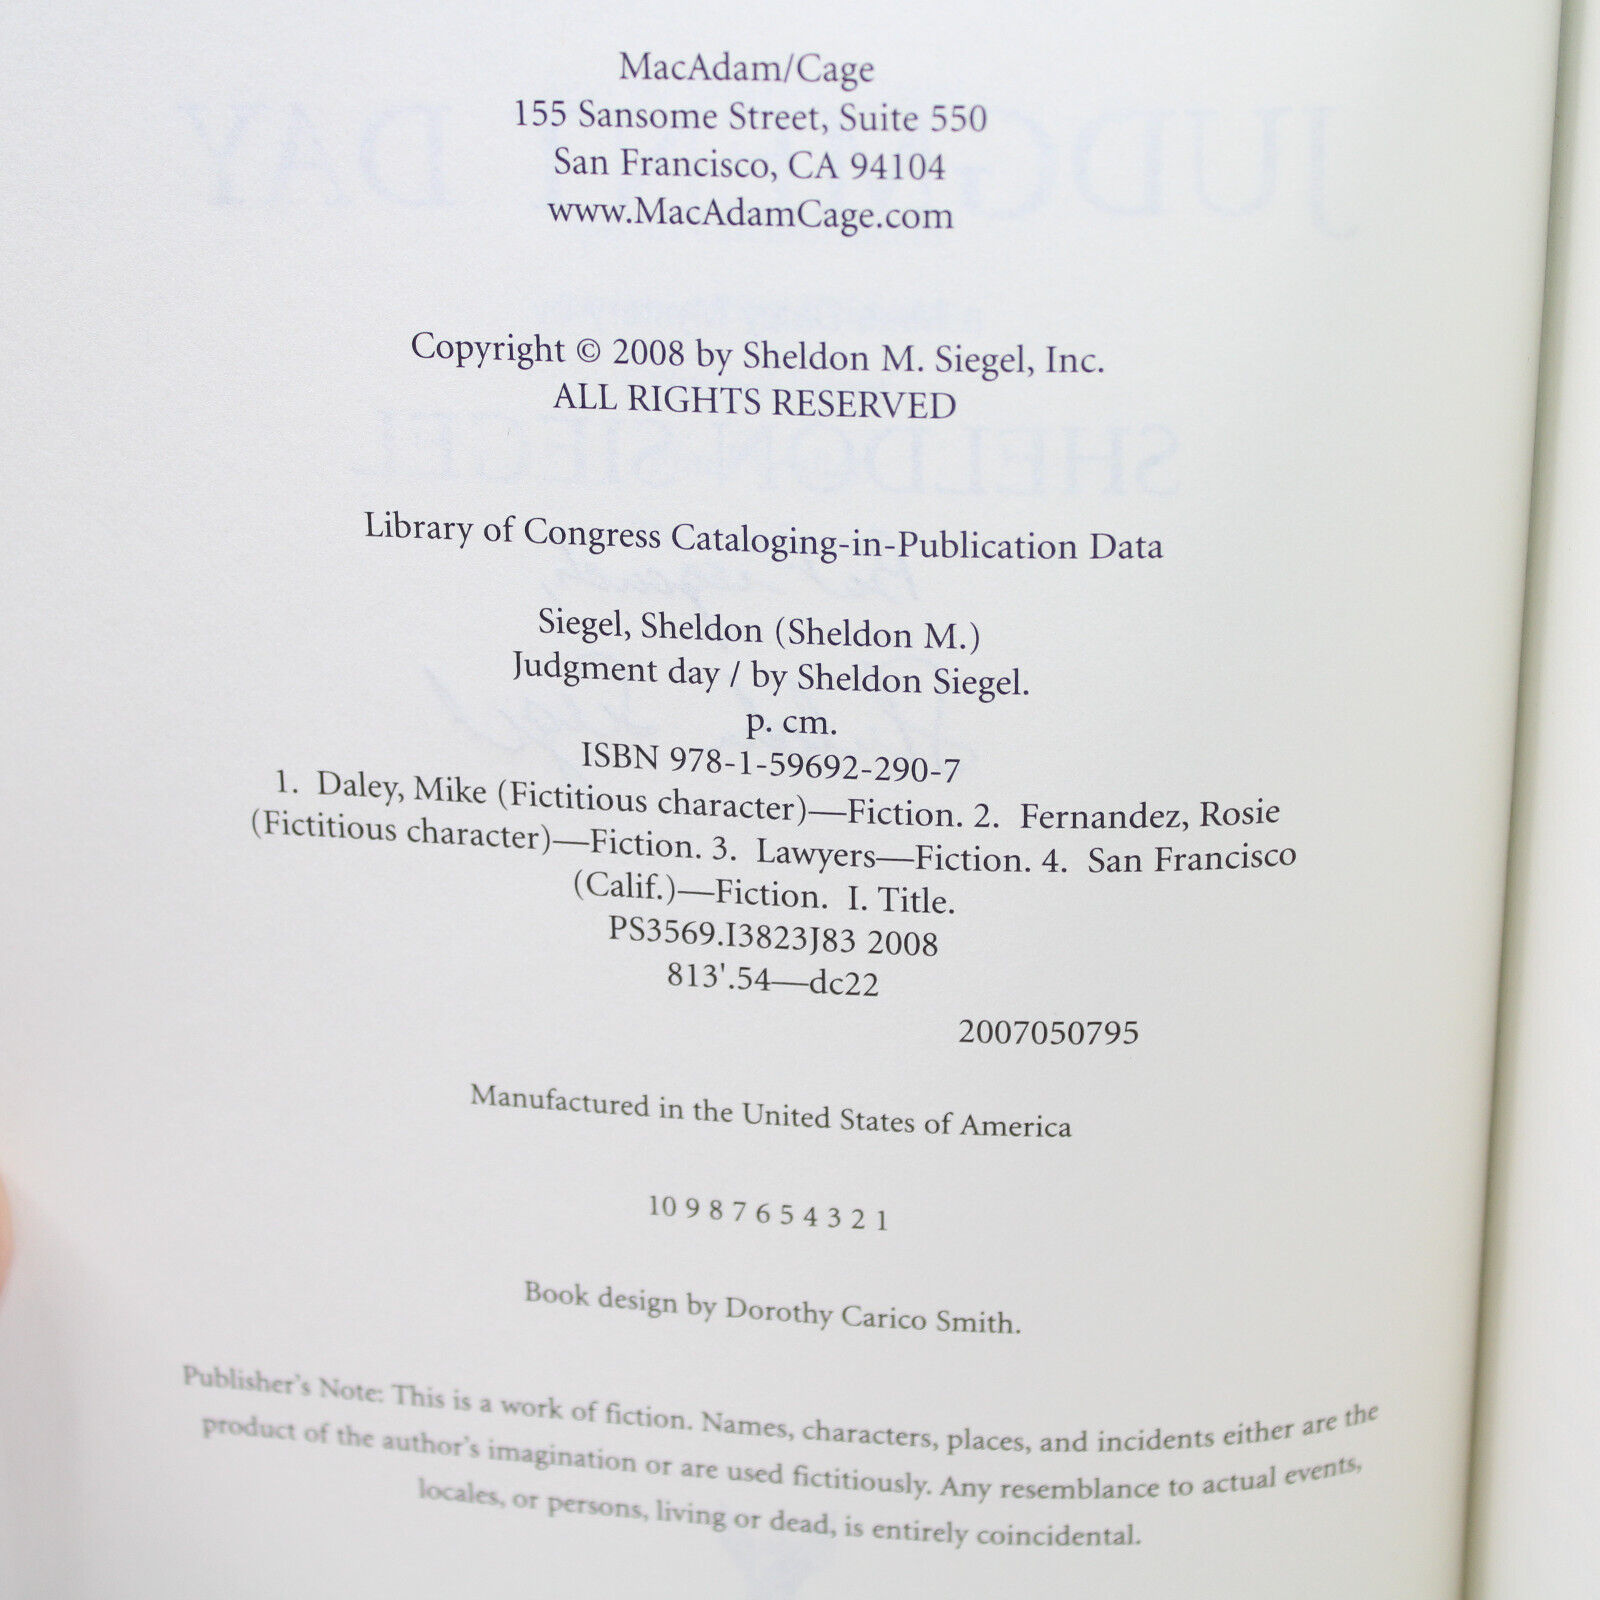 MacAdam/Cage
155 Sansome Street, Suite 550
San Francisco, CA 94104
www.MacAdamCage.com
Copyright © 2008 by Sheldon M. Siegel, Inc.
ALL RIGHTS RESERVED
Library of Congress Cataloging-in-Publication Data
Siegel, Sheldon (Sheldon M.)
Judgment day / by Sheldon Siegel.
p. cm.
ISBN 978-1-59692-290-7
1. Daley, Mike (Fictitious character)—Fiction. 2. Fernandez, Rosie
(Fictitious character)—Fiction. 3. Lawyers—Fiction. 4. San Francisco
(Calif.)—Fiction. I. Title.
PS3569.I3823J83 2008
813'.54—dc22
2007050795
Manufactured in the United States of America
10 9 8 7 6 5 4 3 2 1
Book design by Dorothy Carico Smith.
Publisher's Note: This is a work of fiction. Names, characters, places, and incidents either are the
product of the author's imagination or are used fictitiously. Any resemblance to actual events,
locales, or persons, living or dead, is entirely coincidental.